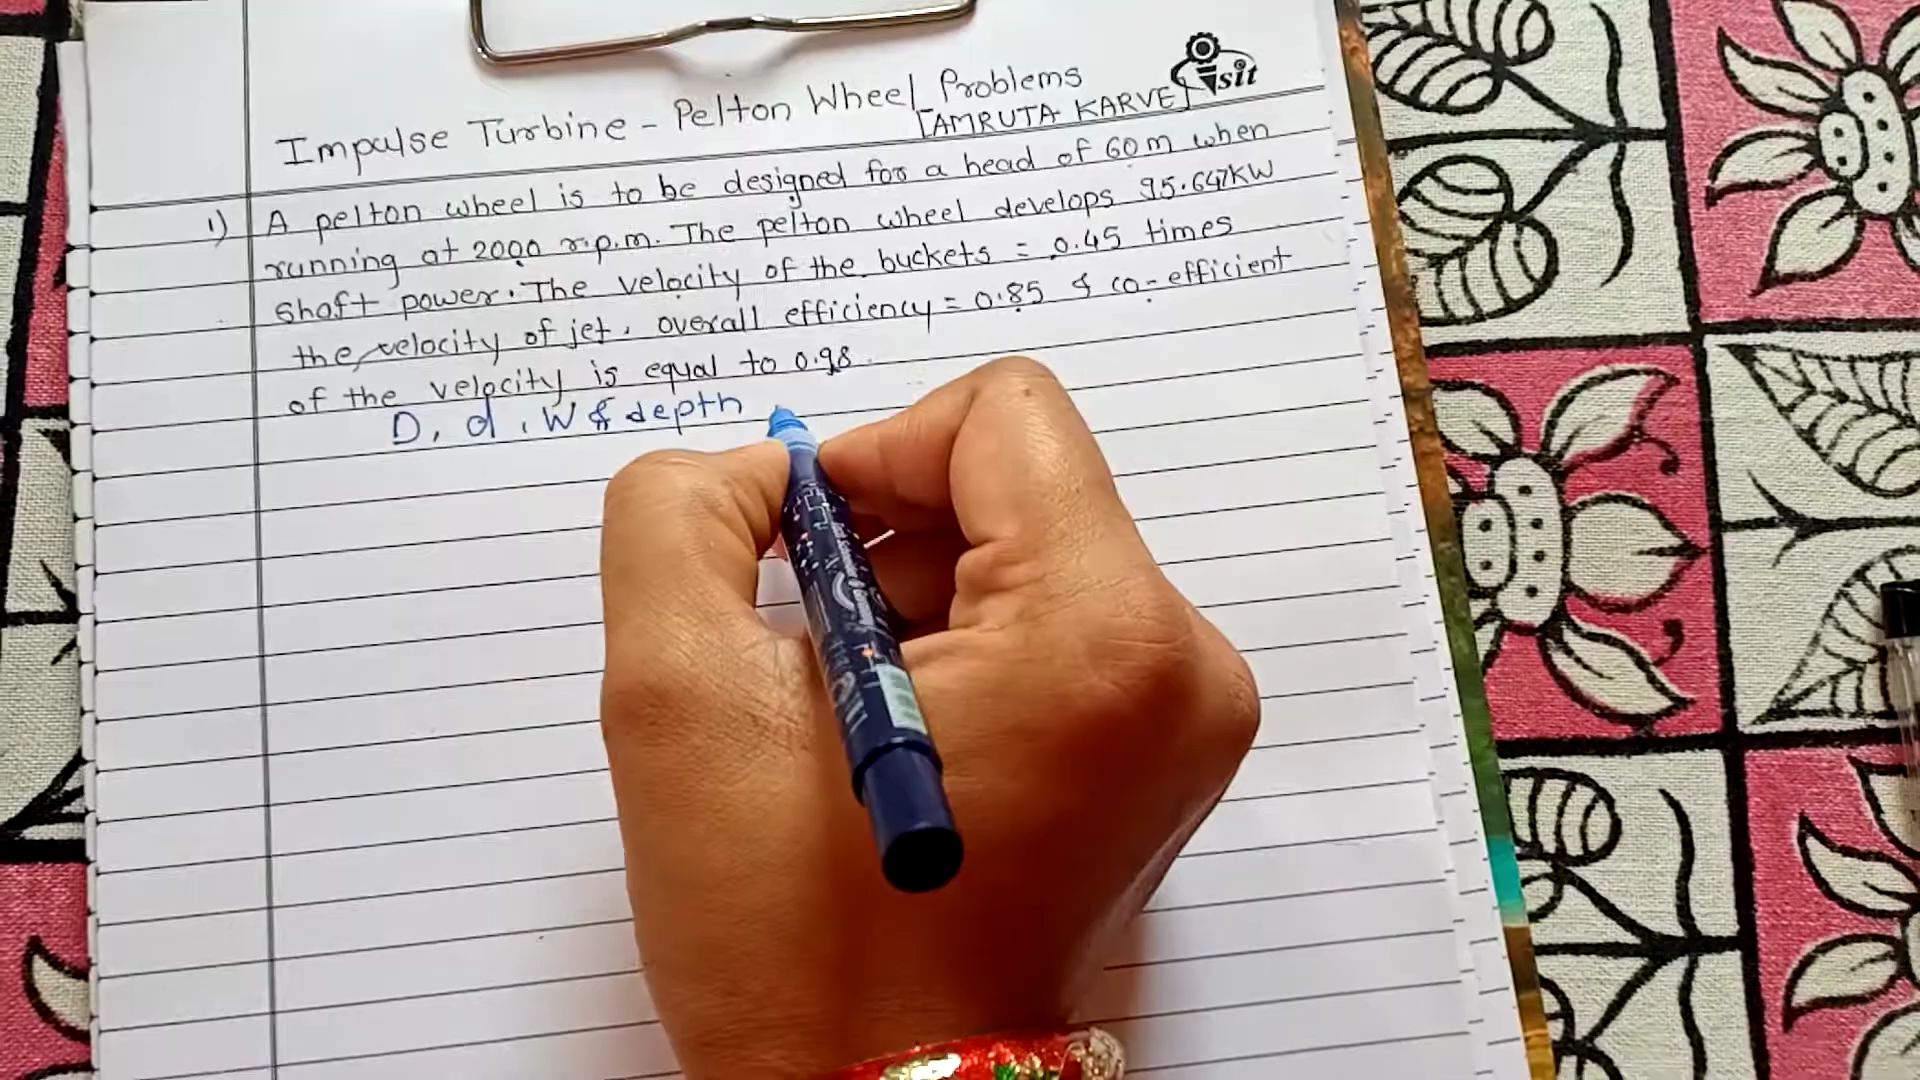 Impulse Turbine - Pelton Wheel Problems
[AMRUTA KARVE]
Vsit
1) A pelton wheel is to be designed for a head of 60m when
running at 2000 r.p.m. The pelton wheel develops 95.647KW
shaft power. The velocity of the buckets = 0.45 times
the velocity of jet, overall efficiency = 0.85 & co-efficient
of the velocity is equal to 0.98.
D, d, W & depth